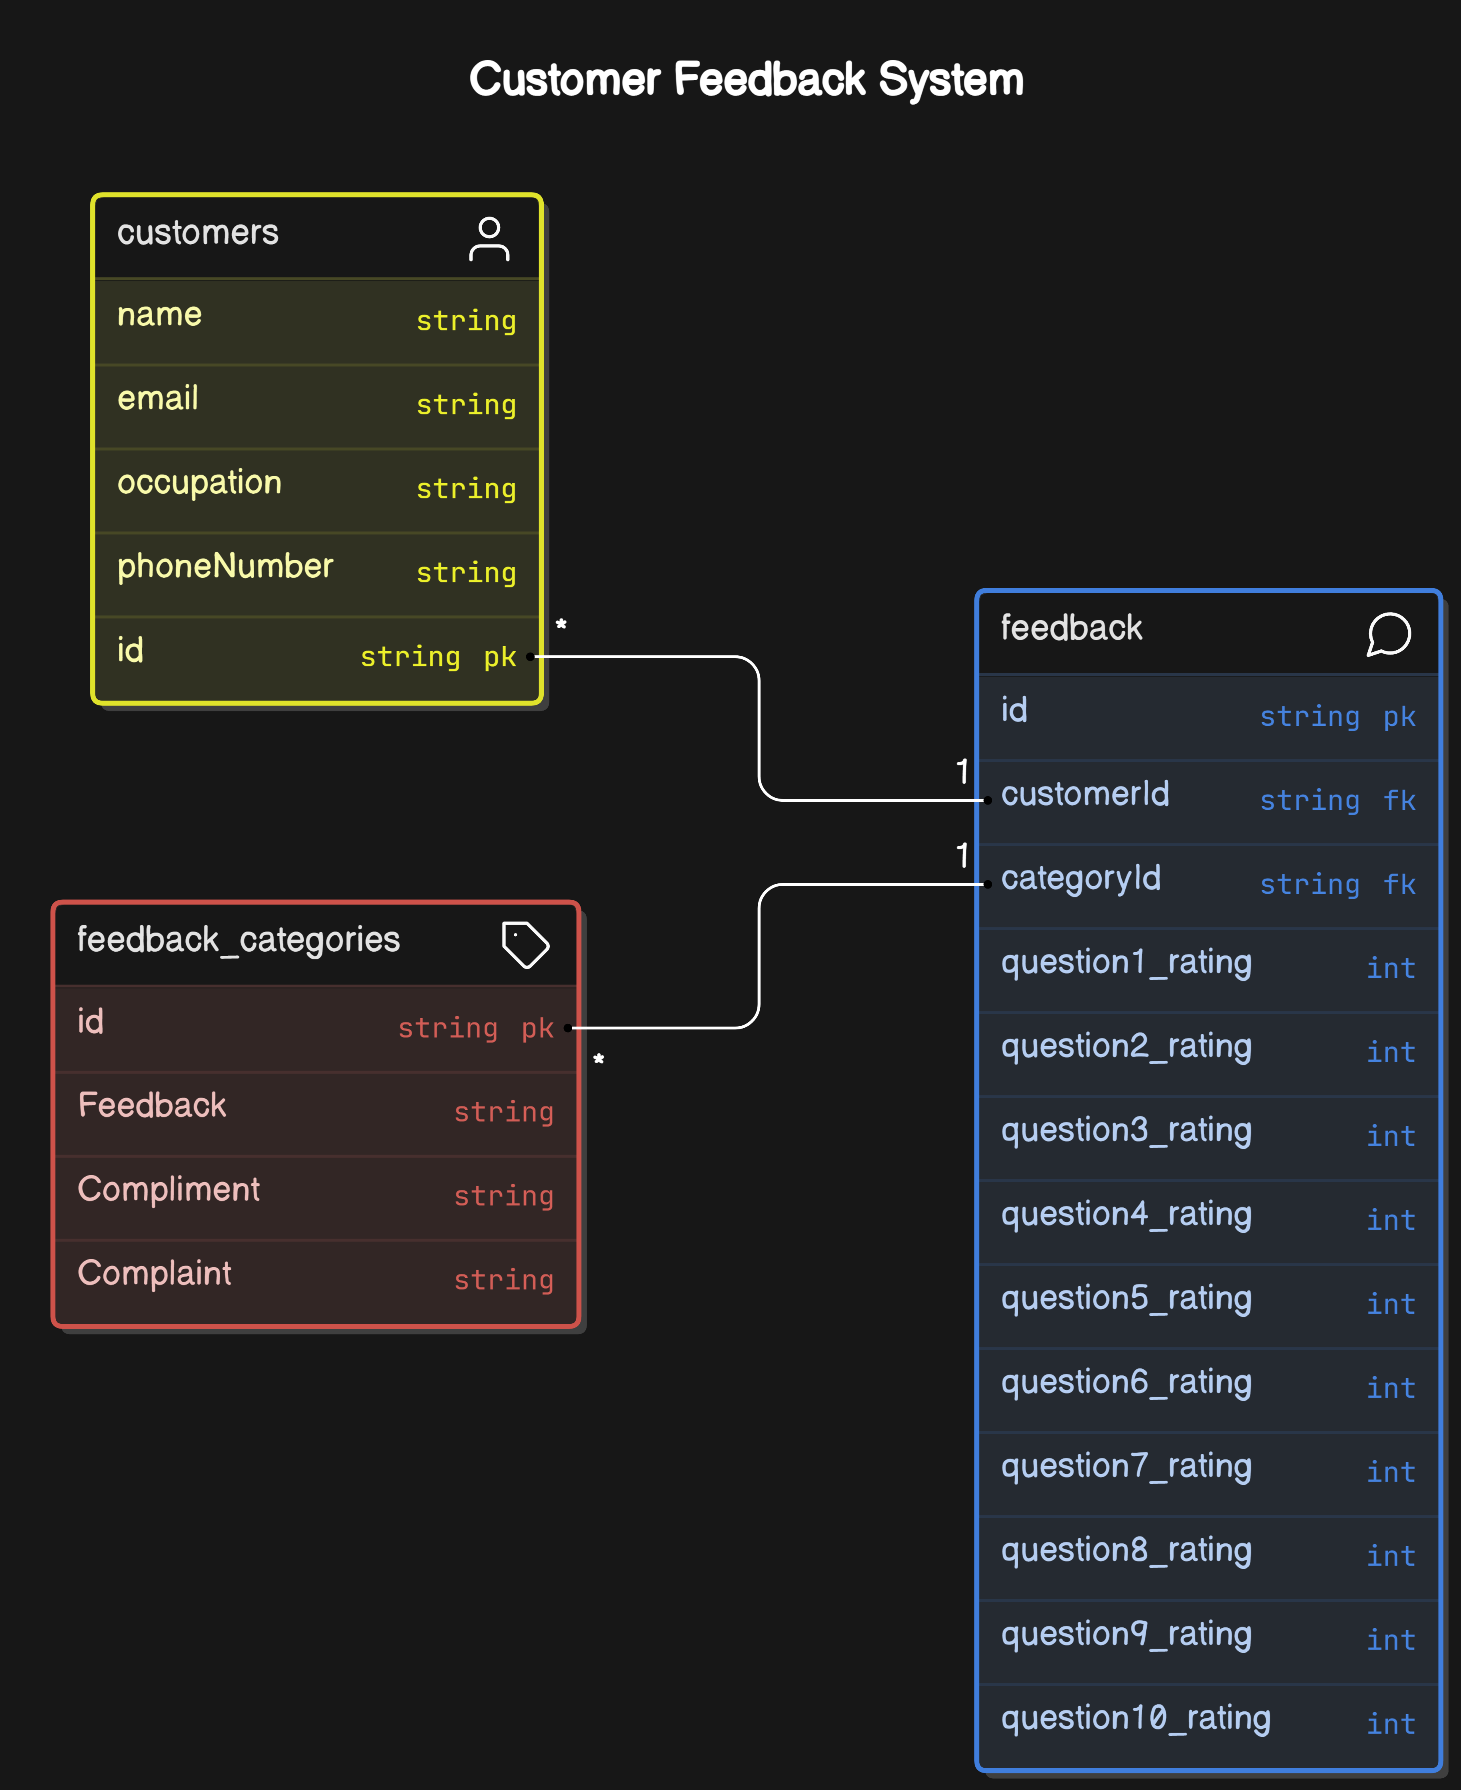 Customer Feedback System
customers
name string
email string
occupation string
phoneNumber string
id string pk
*
feedback
id string pk
1
customerId string fk
1
categoryId string fk
question1_rating int
question2_rating int
question3_rating int
question4_rating int
question5_rating int
question6_rating int
question7_rating int
question8_rating int
question9_rating int
question10_rating int
feedback_categories
id string pk
*
Feedback string
Compliment string
Complaint string